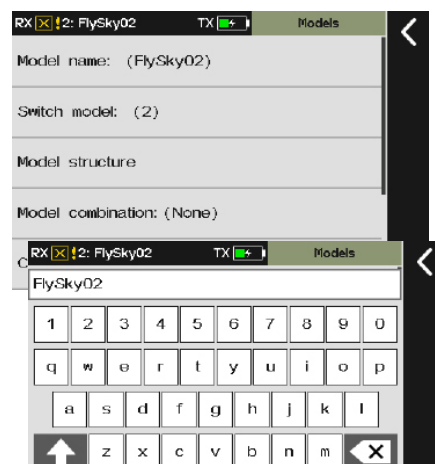 RX 2: FlySky02 TX Models
Model name: (FlySky02)
Switch model: (2)
Model structure
Model combination: (None)
C
RX 2: FlySky02 TX Models
FlySky02
1 2 3 4 5 6 7 8 9 0
q w e r t y u i o p
a s d f g h j k l
z x c v b n m